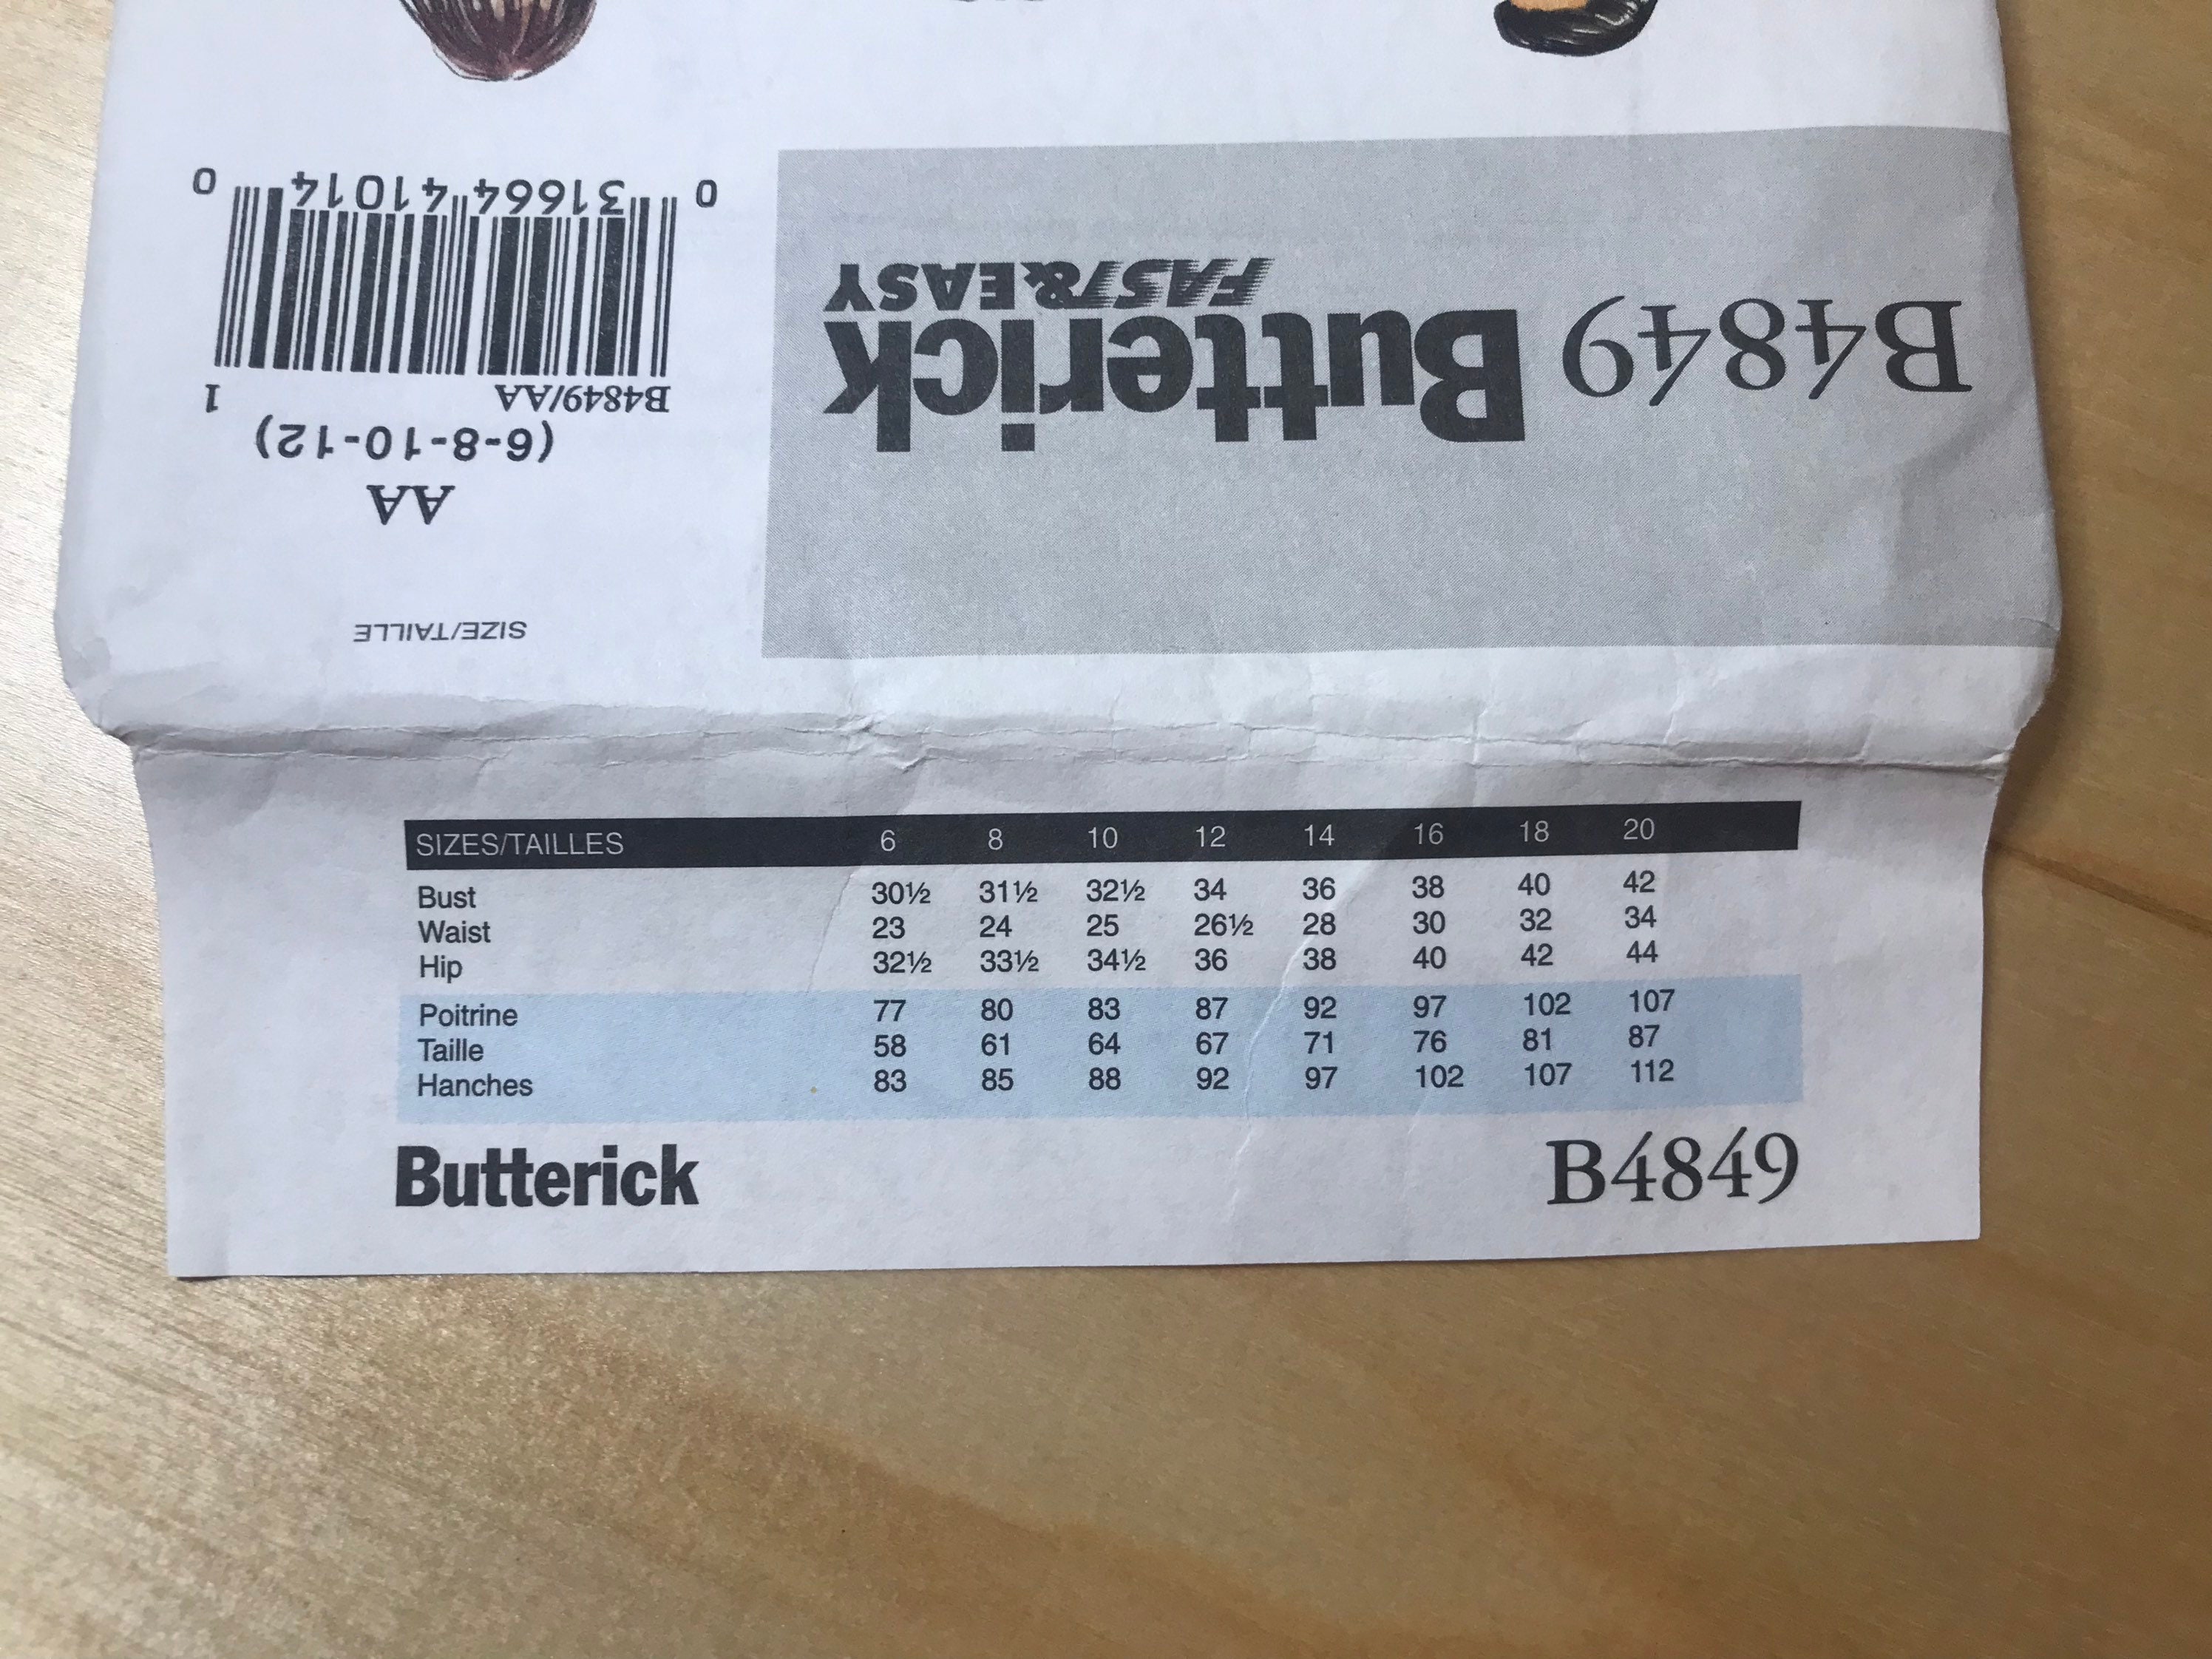 0 31664 41014 0
B4849/AA 1
(6-8-10-12)
AA
SIZE/TAILLE
B4849 Butterick
FAST&EASY
SIZES/TAILLES 6 8 10 12 14 16 18 20
Bust 30½ 31½ 32½ 34 36 38 40 42
Waist 23 24 25 26½ 28 30 32 34
Hip 32½ 33½ 34½ 36 38 40 42 44
Poitrine 77 80 83 87 92 97 102 107
Taille 58 61 64 67 71 76 81 87
Hanches 83 85 88 92 97 102 107 112
Butterick B4849